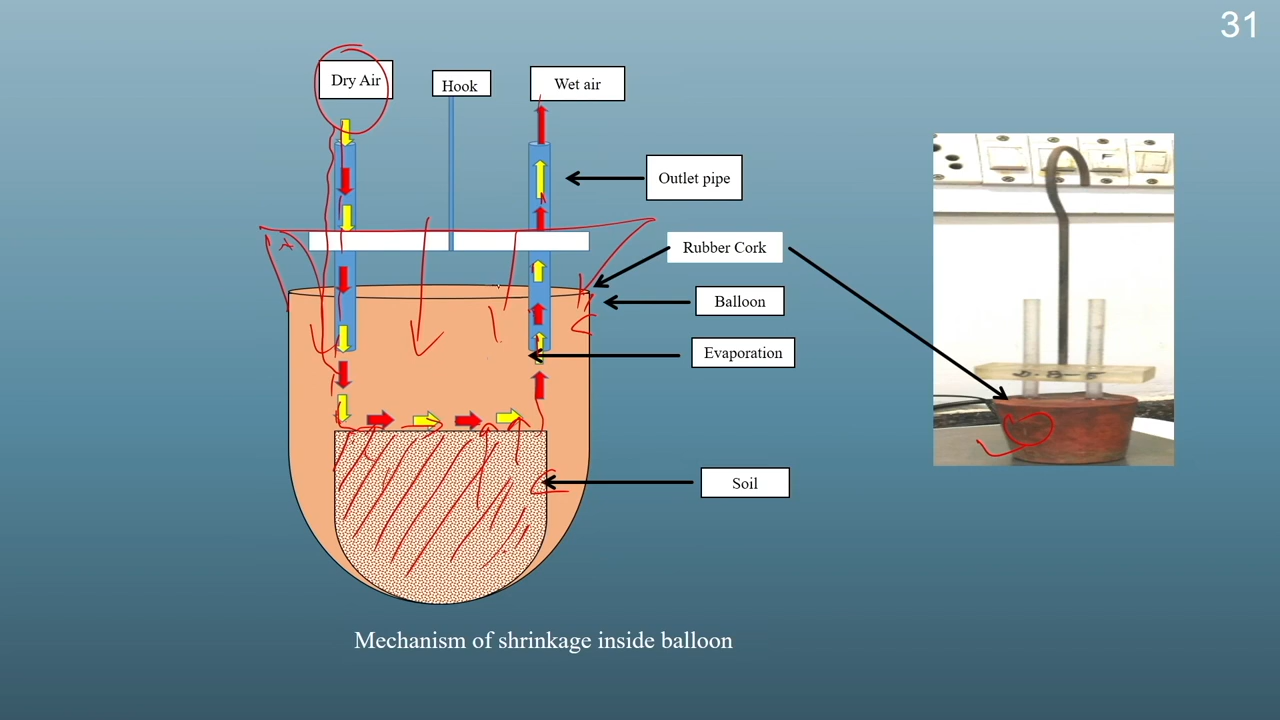 31
Dry Air
Hook
Wet air
Outlet pipe
Rubber Cork
Balloon
Evaporation
Soil
Mechanism of shrinkage inside balloon